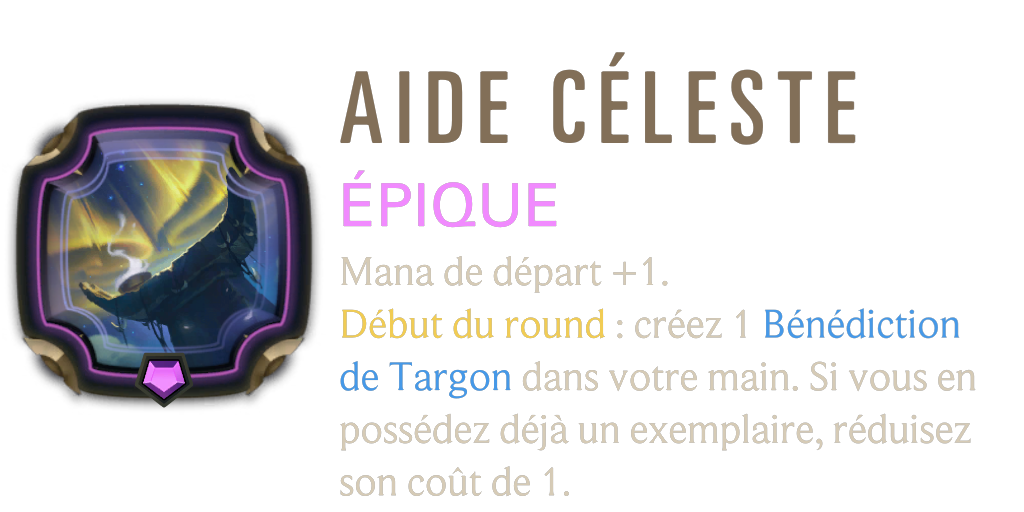 AIDE CÉLESTE
ÉPIQUE
Mana de départ +1.
Début du round : créez 1 Bénédiction
de Targon dans votre main. Si vous en
possédez déjà un exemplaire, réduisez
son coût de 1.